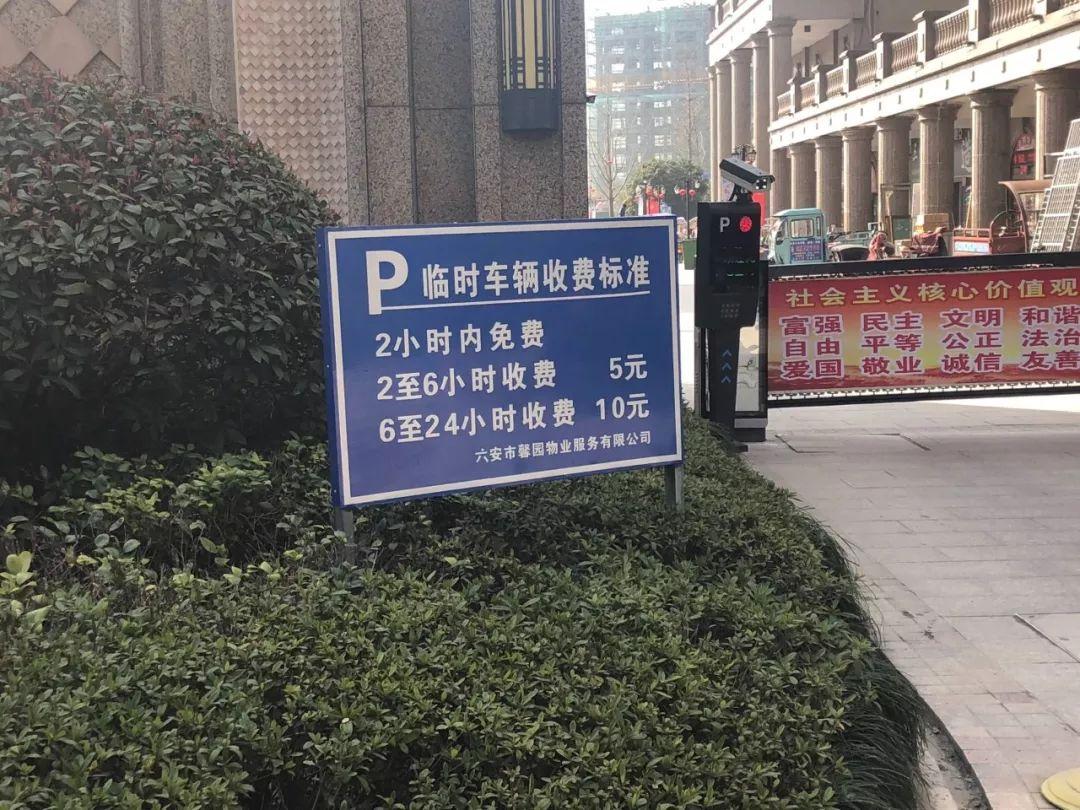 P 临时车辆收费标准
2小时内免费
2至6小时收费 5元
6至24小时收费 10元
六安市馨园物业服务有限公司
P
社会主义核心价值观
富强 民主 文明 和谐
自由 平等 公正 法治
爱国 敬业 诚信 友善